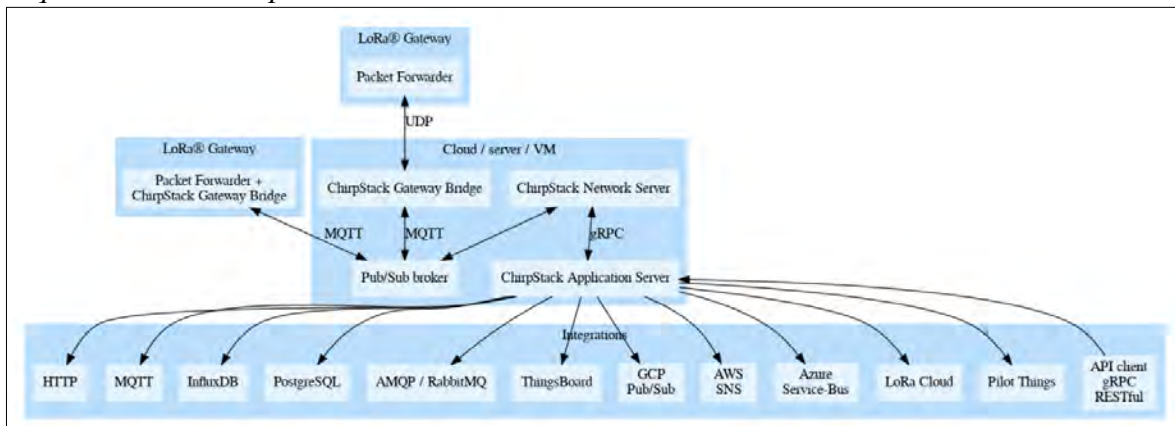 LoRa® Gateway
Packet Forwarder
UDP
LoRa® Gateway
Packet Forwarder +
ChirpStack Gateway Bridge
Cloud / server / VM
ChirpStack Gateway Bridge
ChirpStack Network Server
MQTT
MQTT
gRPC
Pub/Sub broker
ChirpStack Application Server
Integrations
HTTP
MQTT
InfluxDB
PostgreSQL
AMQP / RabbitMQ
ThingsBoard
GCP
Pub/Sub
AWS
SNS
Azure
Service-Bus
LoRa Cloud
Pilot Things
API client
gRPC
RESTful